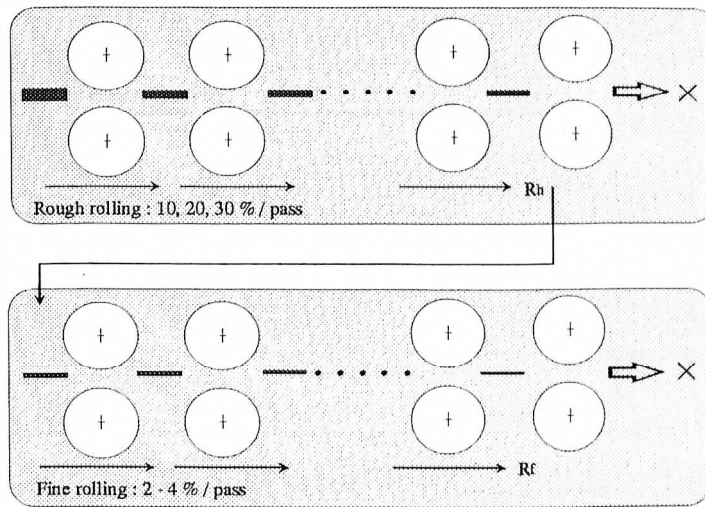 Rh
Rough rolling : 10, 20, 30 % / pass
Rf
Fine rolling : 2 - 4 % / pass